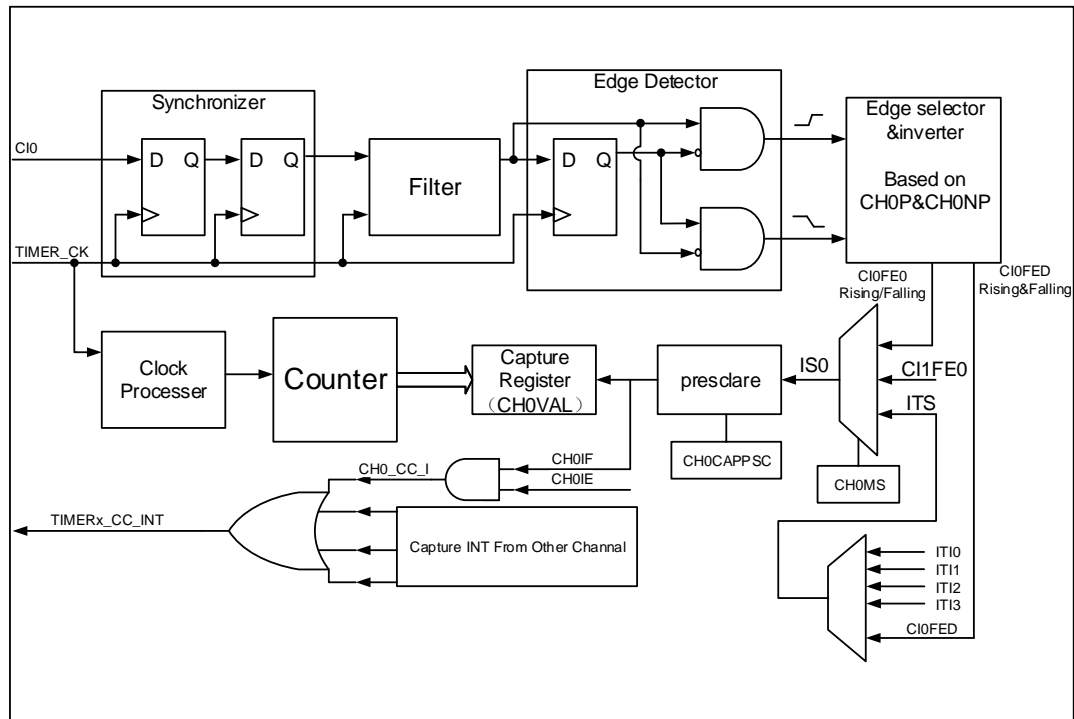 Synchronizer
Edge Detector
CI0
D Q
D Q
Filter
D Q
Edge selector
&inverter
Based on
CH0P&CH0NP
TIMER_CK
CI0FE0
Rising/Falling
CI0FED
Rising&Falling
Clock
Processer
Counter
Capture
Register
（CH0VAL）
presclare
IS0
CI1FE0
ITS
CH0CAPPSC
CH0MS
CH0_CC_I
CH0IF
CH0IE
TIMERx_CC_INT
Capture INT From Other Channal
ITI0
ITI1
ITI2
ITI3
CI0FED